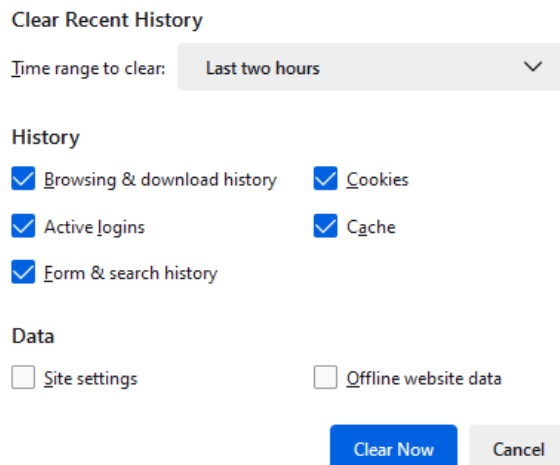 Clear Recent History
Time range to clear: Last two hours
History
Browsing & download history Cookies
Active logins Cache
Form & search history
Data
Site settings Offline website data
Clear Now Cancel